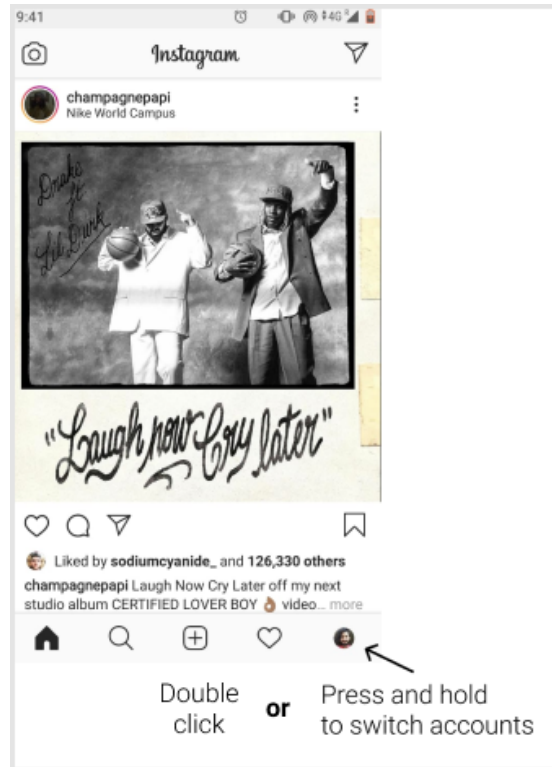 9:41
4G
Instagram
champagnepapi
Nike World Campus
Drake
ft
Lil Durk
"Laugh now Cry later"
Liked by sodiumcyanide_ and 126,330 others
champagnepapi Laugh Now Cry Later off my next
studio album CERTIFIED LOVER BOY 👌🏽 video... more
Double
click
or
Press and hold
to switch accounts